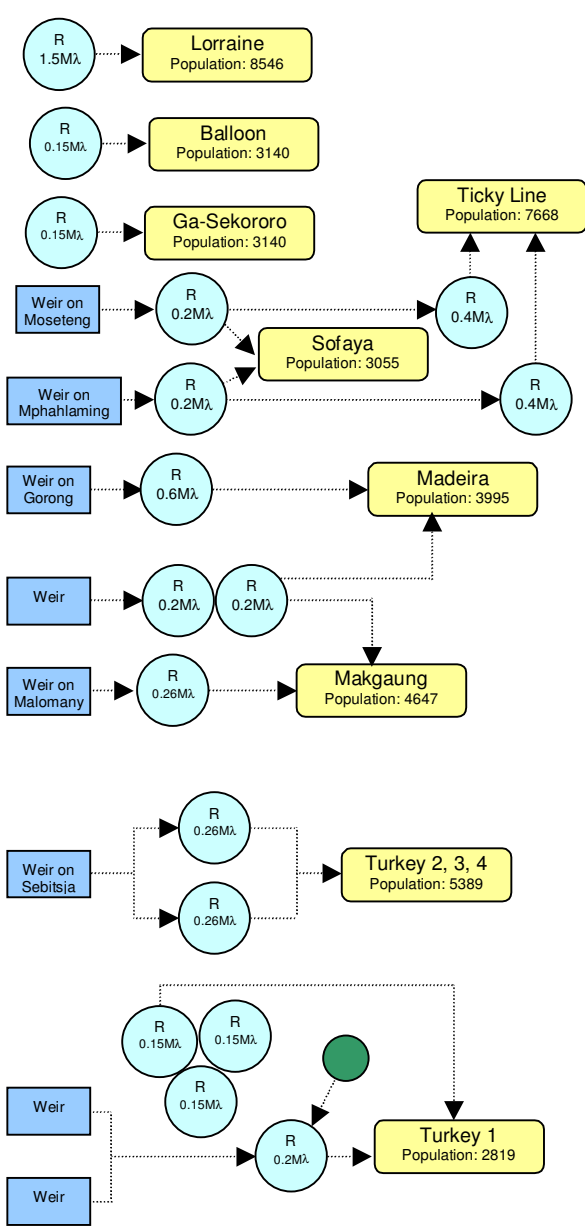 R
1.5Mλ
Lorraine
Population: 8546
R
0.15Mλ
Balloon
Population: 3140
R
0.15Mλ
Ga-Sekororo
Population: 3140
Ticky Line
Population: 7668
Weir on
Moseteng
R
0.2Mλ
R
0.4Mλ
Sofaya
Population: 3055
Weir on
Mphahlaming
R
0.2Mλ
R
0.4Mλ
Weir on
Gorong
R
0.6Mλ
Madeira
Population: 3995
Weir
R
0.2Mλ
R
0.2Mλ
Weir on
Malomany
R
0.26Mλ
Makgaung
Population: 4647
Weir on
Sebitsja
R
0.26Mλ
R
0.26Mλ
Turkey 2, 3, 4
Population: 5389
R
0.15Mλ
R
0.15Mλ
R
0.15Mλ
Weir
Weir
R
0.2Mλ
Turkey 1
Population: 2819